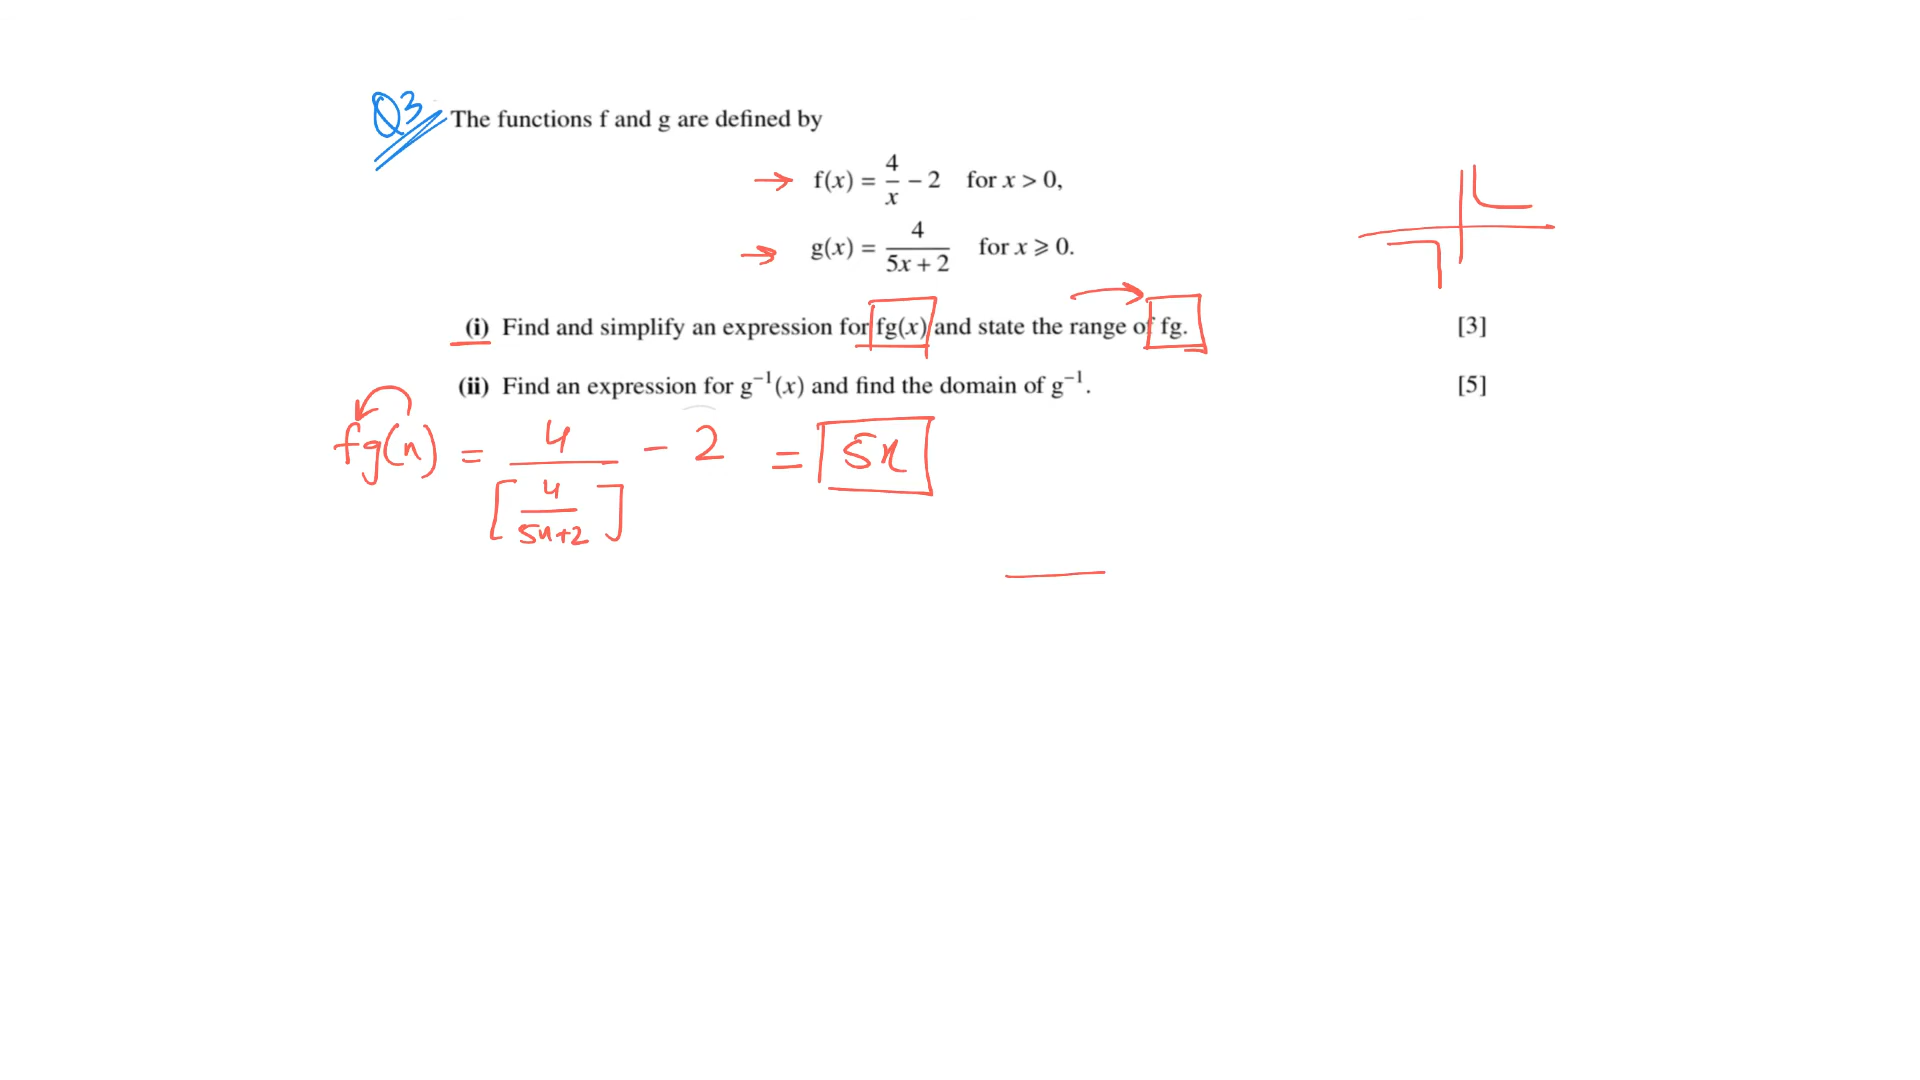 Q3 The functions f and g are defined by
→ f(x) = 4/x − 2 for x > 0,
→ g(x) = 4/(5x + 2) for x ⩾ 0.
(i) Find and simplify an expression for fg(x) and state the range of fg. [3]
(ii) Find an expression for g⁻¹(x) and find the domain of g⁻¹. [5]
fg(x) = 4/[4/(5x+2)] − 2 = 5x